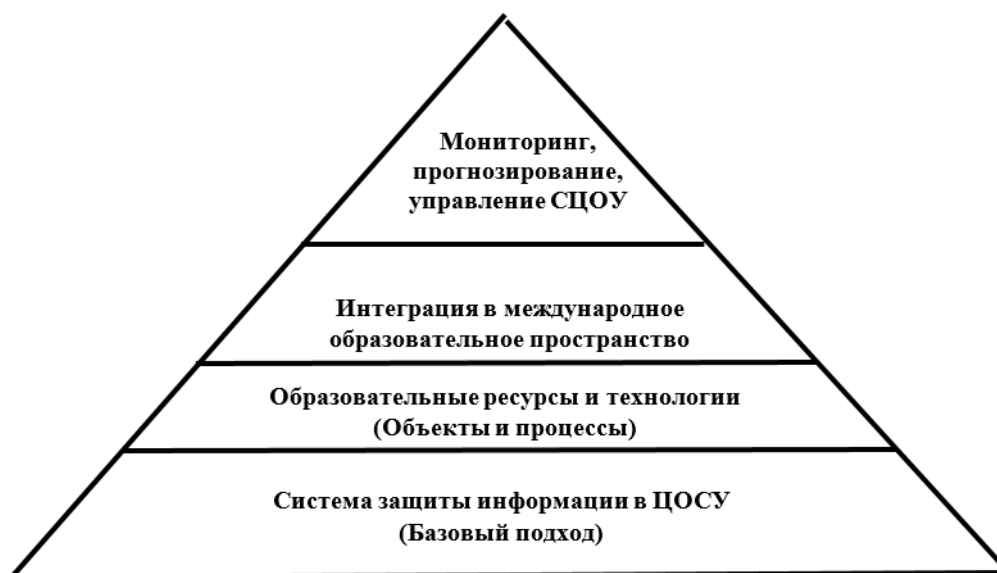 Мониторинг,
прогнозирование,
управление СЦОУ
Интеграция в международное
образовательное пространство
Образовательные ресурсы и технологии
(Объекты и процессы)
Система защиты информации в ЦОСУ
(Базовый подход)